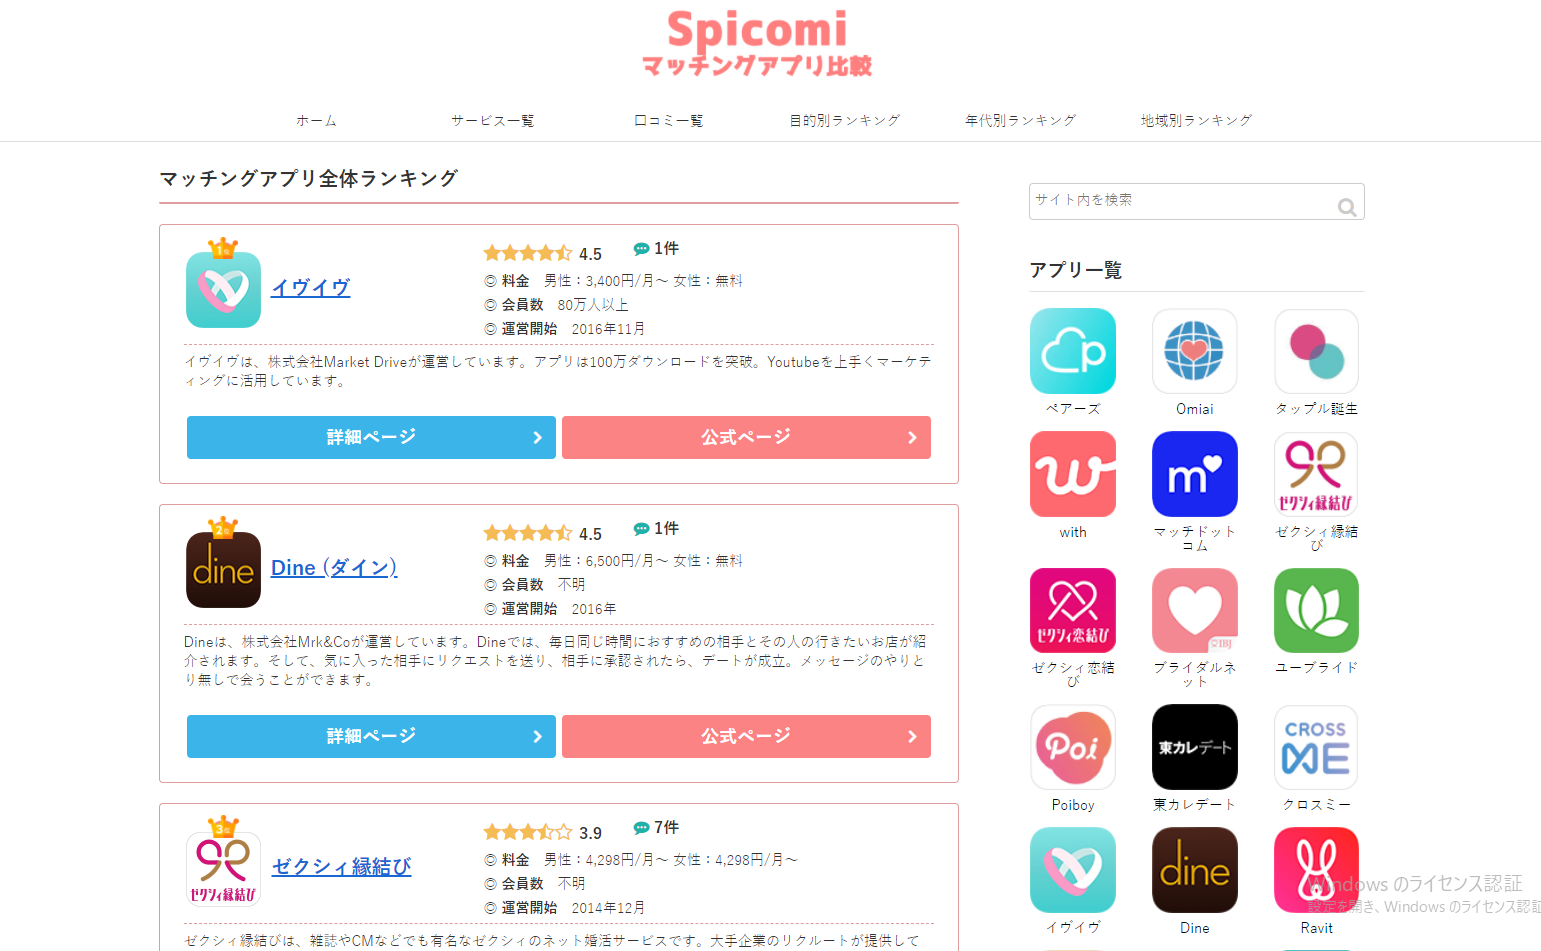 Spicomi
マッチングアプリ比較
ホーム サービス一覧 口コミ一覧 目的別ランキング 年代別ランキング 地域別ランキング
マッチングアプリ全体ランキング
1位
イヴイヴ
4.5 1件
◎ 料金 男性：3,400円/月～ 女性：無料
◎ 会員数 80万人以上
◎ 運営開始 2016年11月
イヴイヴは、株式会社Market Driveが運営しています。アプリは100万ダウンロードを突破。Youtubeを上手くマーケテ
ィングに活用しています。
詳細ページ 公式ページ
2位
dine
Dine (ダイン)
4.5 1件
◎ 料金 男性：6,500円/月～ 女性：無料
◎ 会員数 不明
◎ 運営開始 2016年
Dineは、株式会社Mrk&Coが運営しています。Dineでは、毎日同じ時間におすすめの相手とその人の行きたいお店が紹
介されます。そして、気に入った相手にリクエストを送り、相手に承認されたら、デートが成立。メッセージのやりと
り無しで会うことができます。
詳細ページ 公式ページ
3位
ゼクシィ縁結び
ゼクシィ縁結び
3.9 7件
◎ 料金 男性：4,298円/月～ 女性：4,298円/月～
◎ 会員数 不明
◎ 運営開始 2014年12月
ゼクシィ縁結びは、雑誌やCMなどでも有名なゼクシィのネット婚活サービスです。大手企業のリクルートが提供して
サイト内を検索
アプリ一覧
p
ペアーズ Omiai タップル誕生
w m ゼクシィ縁結び
with マッチドット ゼクシィ縁結
コム び
ゼクシィ恋結び IBJ
ゼクシィ恋結 ブライダルネ ユーブライド
び ット
Poi 東カレデート CROSS
ME
Poiboy 東カレデート クロスミー
dine
イヴイヴ Dine Ravit
Windows のライセンス認証
設定を開き、Windows のライセンス認証